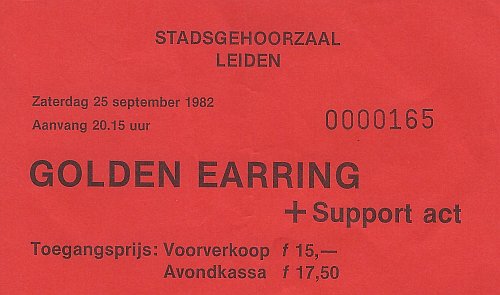 STADSGEHOORZAAL
LEIDEN
Zaterdag 25 september 1982
Aanvang 20.15 uur
0000165
GOLDEN EARRING
+ Support act
Toegangsprijs: Voorverkoop f 15,—
Avondkassa f 17,50